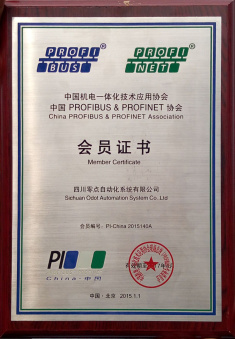 PROFI PROFI
BUS NET
中国机电一体化技术应用协会
中国 PROFIBUS & PROFINET 协会
China PROFIBUS & PROFINET Association
会员证书
Member Certificate
四川零点自动化系统有限公司
Sichuan Odot Automation System Co., Ltd
会员编号: PI-China 2015140A
PI
China 中国
中国·北京 2015.1.1